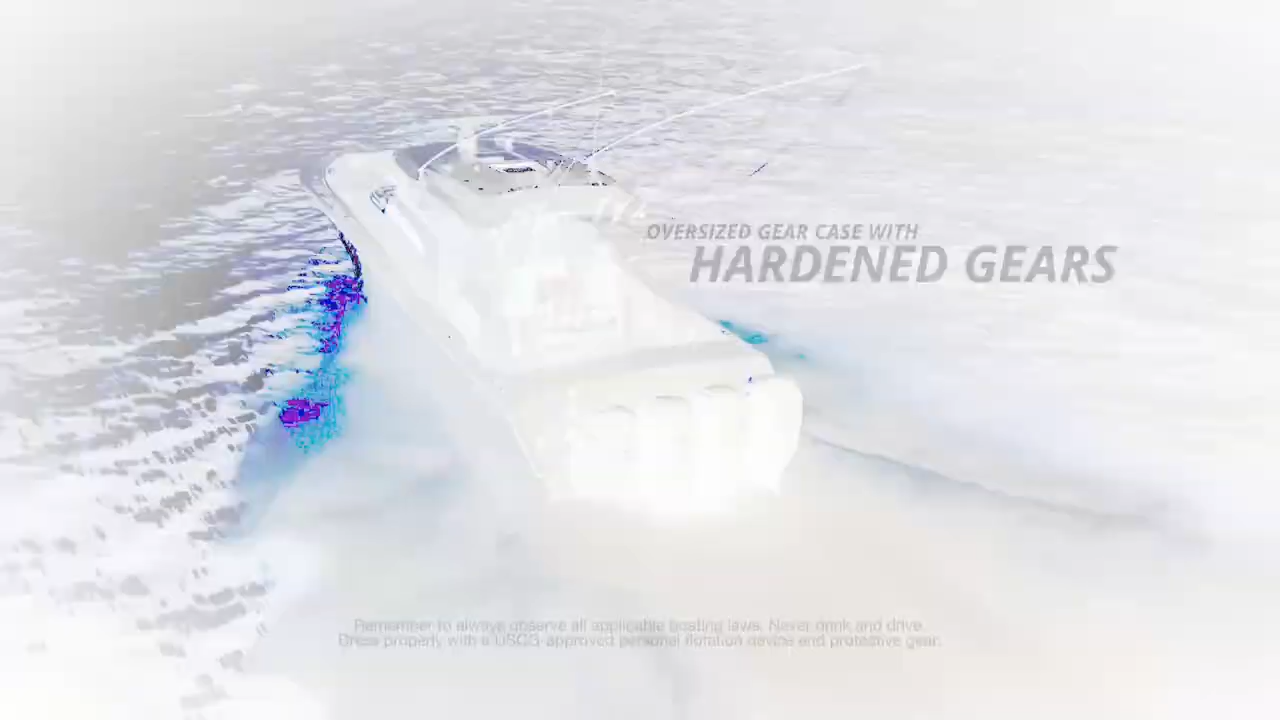 OVERSIZED GEAR CASE WITH
HARDENED GEARS
Remember to always observe all applicable boating laws. Never drink and drive.
Dress properly with a USCG-approved personal flotation device and protective gear.